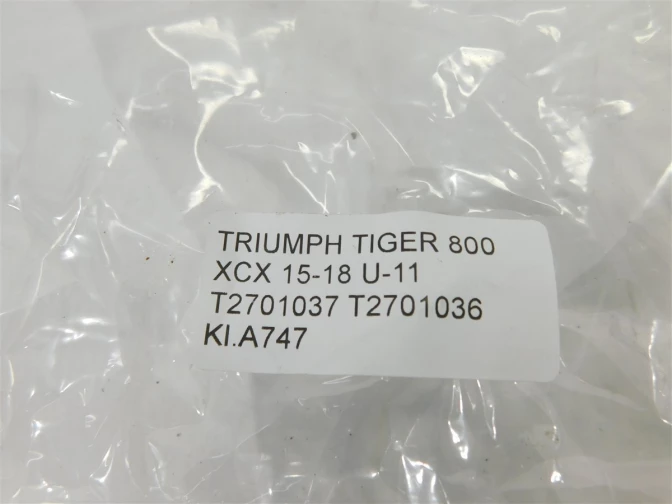 TRIUMPH TIGER 800
XCX 15-18 U-11
T2701037 T2701036
KI.A747